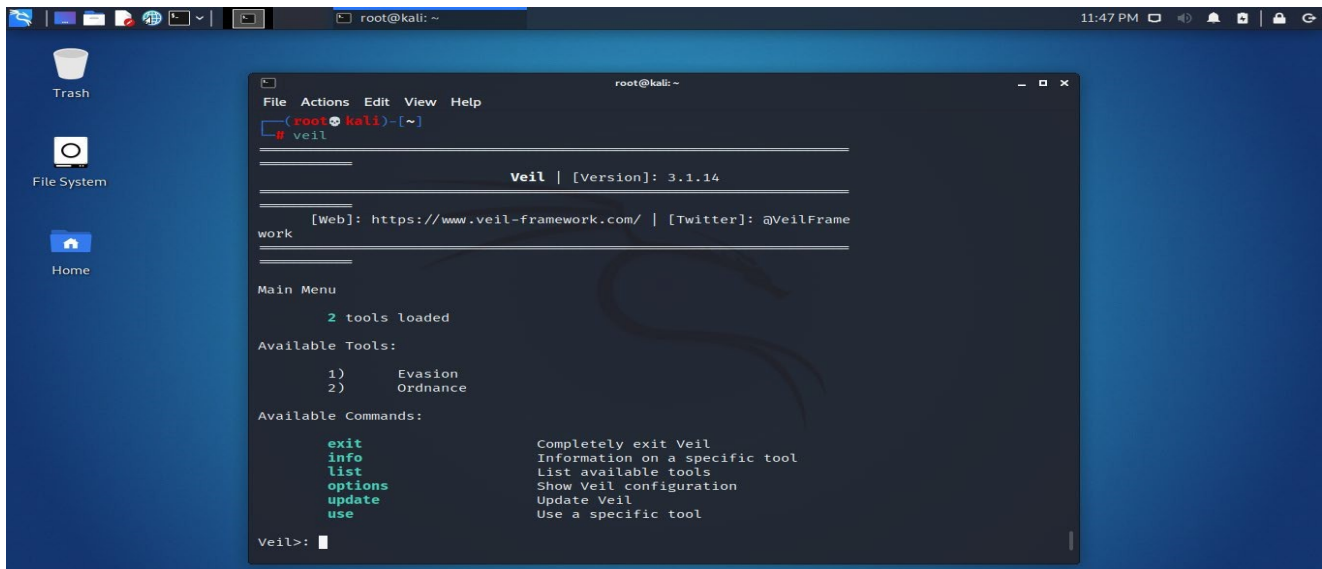 root@kali: ~
11:47 PM
Trash
File System
Home
root@kali: ~
File Actions Edit View Help
(root💀kali)-[~]
# veil
Veil | [Version]: 3.1.14
[Web]: https://www.veil-framework.com/ | [Twitter]: @VeilFrame
work
Main Menu
2 tools loaded
Available Tools:
1) Evasion
2) Ordnance
Available Commands:
exit Completely exit Veil
info Information on a specific tool
list List available tools
options Show Veil configuration
update Update Veil
use Use a specific tool
Veil>: